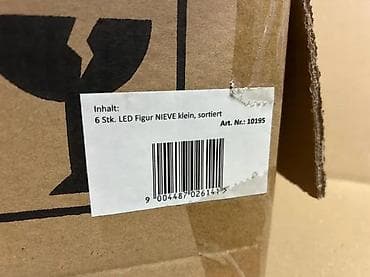 Inhalt:
6 Stk. LED Figur NIEVE klein, sortiert
Art. Nr.: 10195
9 004487 026141